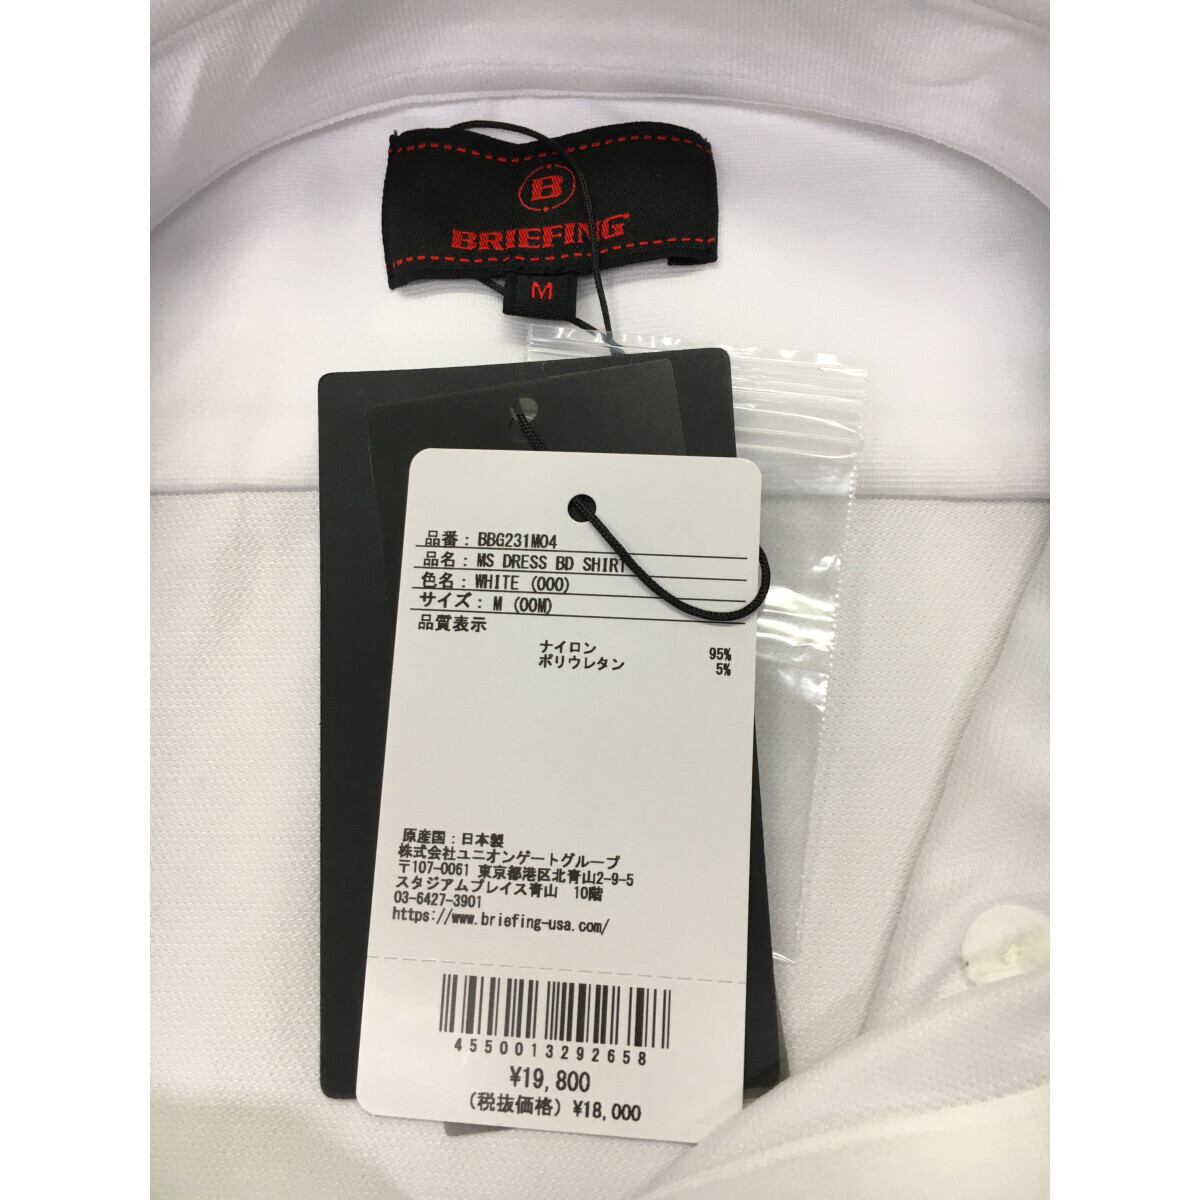 B
BRIEFING
M
品番：BBG231M04
品名：MS DRESS BD SHIRT
色名：WHITE (000)
サイズ：M (00M)
品質表示
ナイロン 95%
ポリウレタン 5%
原産国：日本製
株式会社ユニオンゲートグループ
〒107-0061 東京都港区北青山2-9-5
スタジアムプレイス青山 10階
03-6427-3901
https://www.briefing-usa.com/
4550013292658
¥19,800
(税抜価格) ¥18,000